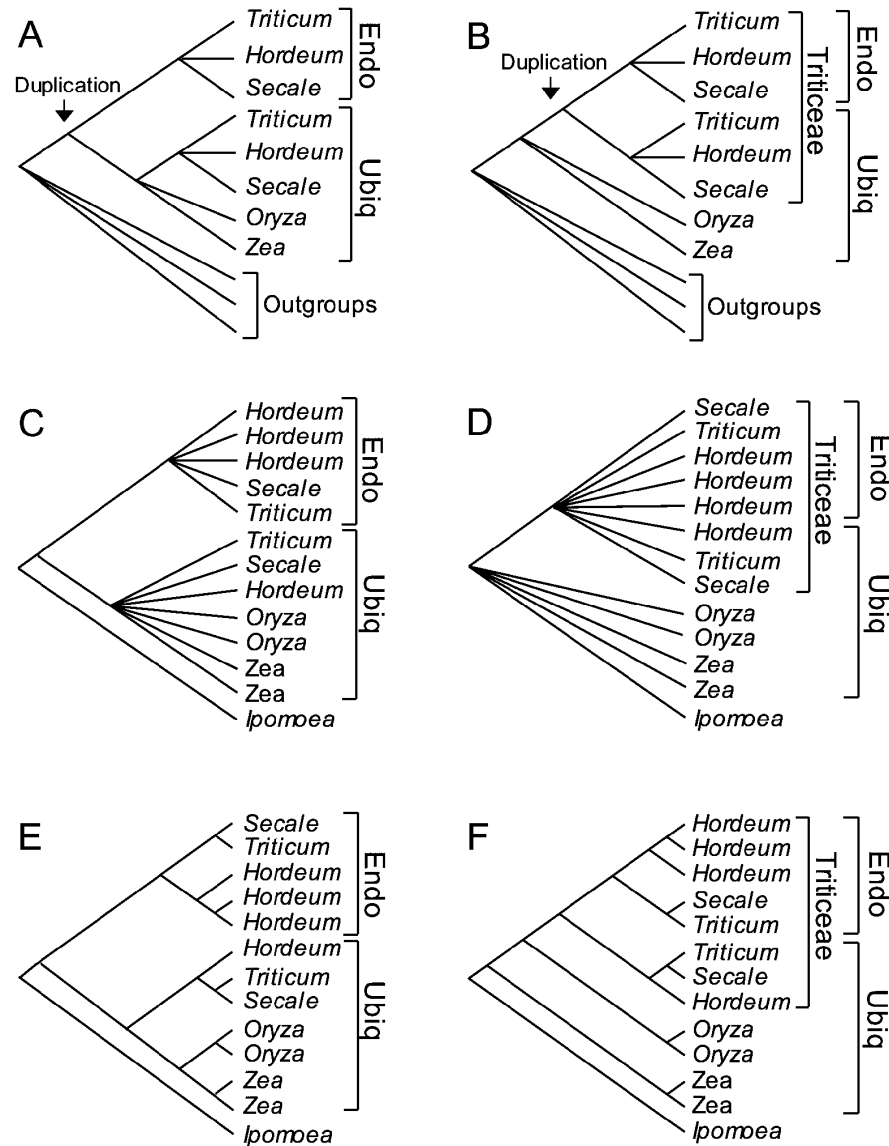 A
Duplication
Triticum
Hordeum
Secale
Triticum
Hordeum
Secale
Oryza
Zea
Outgroups
Endo
Ubiq
B
Duplication
Triticum
Hordeum
Secale
Triticum
Hordeum
Secale
Oryza
Zea
Outgroups
Triticeae
Endo
Ubiq
C
Hordeum
Hordeum
Hordeum
Secale
Triticum
Triticum
Secale
Hordeum
Oryza
Oryza
Zea
Zea
Ipomoea
Endo
Ubiq
D
Secale
Triticum
Hordeum
Hordeum
Hordeum
Hordeum
Triticum
Secale
Oryza
Oryza
Zea
Zea
Ipomoea
Triticeae
Endo
Ubiq
E
Secale
Triticum
Hordeum
Hordeum
Hordeum
Hordeum
Triticum
Secale
Oryza
Oryza
Zea
Zea
Ipomoea
Endo
Ubiq
F
Hordeum
Hordeum
Hordeum
Secale
Triticum
Triticum
Secale
Hordeum
Oryza
Oryza
Zea
Zea
Ipomoea
Triticeae
Endo
Ubiq